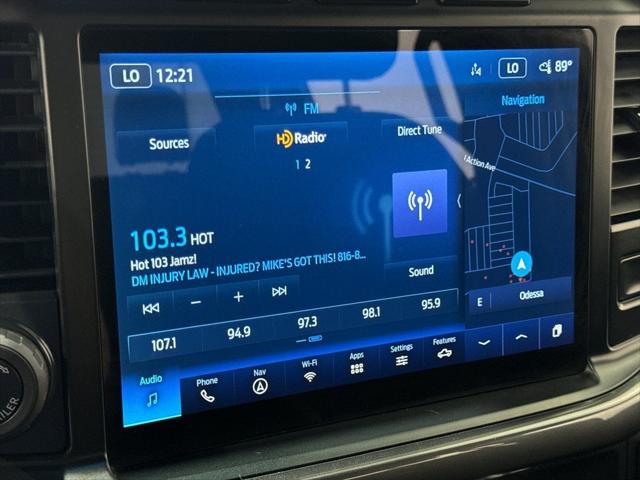 LO 12:21 LO 89°
FM
Navigation
Sources HD Radio Direct Tune
1 2
Action Ave
103.3 HOT
Hot 103 Jamz!
DM INJURY LAW - INJURED? MIKE'S GOT THIS! 816-8...
Sound
E Odessa
107.1 94.9 97.3 98.1 95.9
Audio Phone Nav Wi-Fi Apps Settings Features